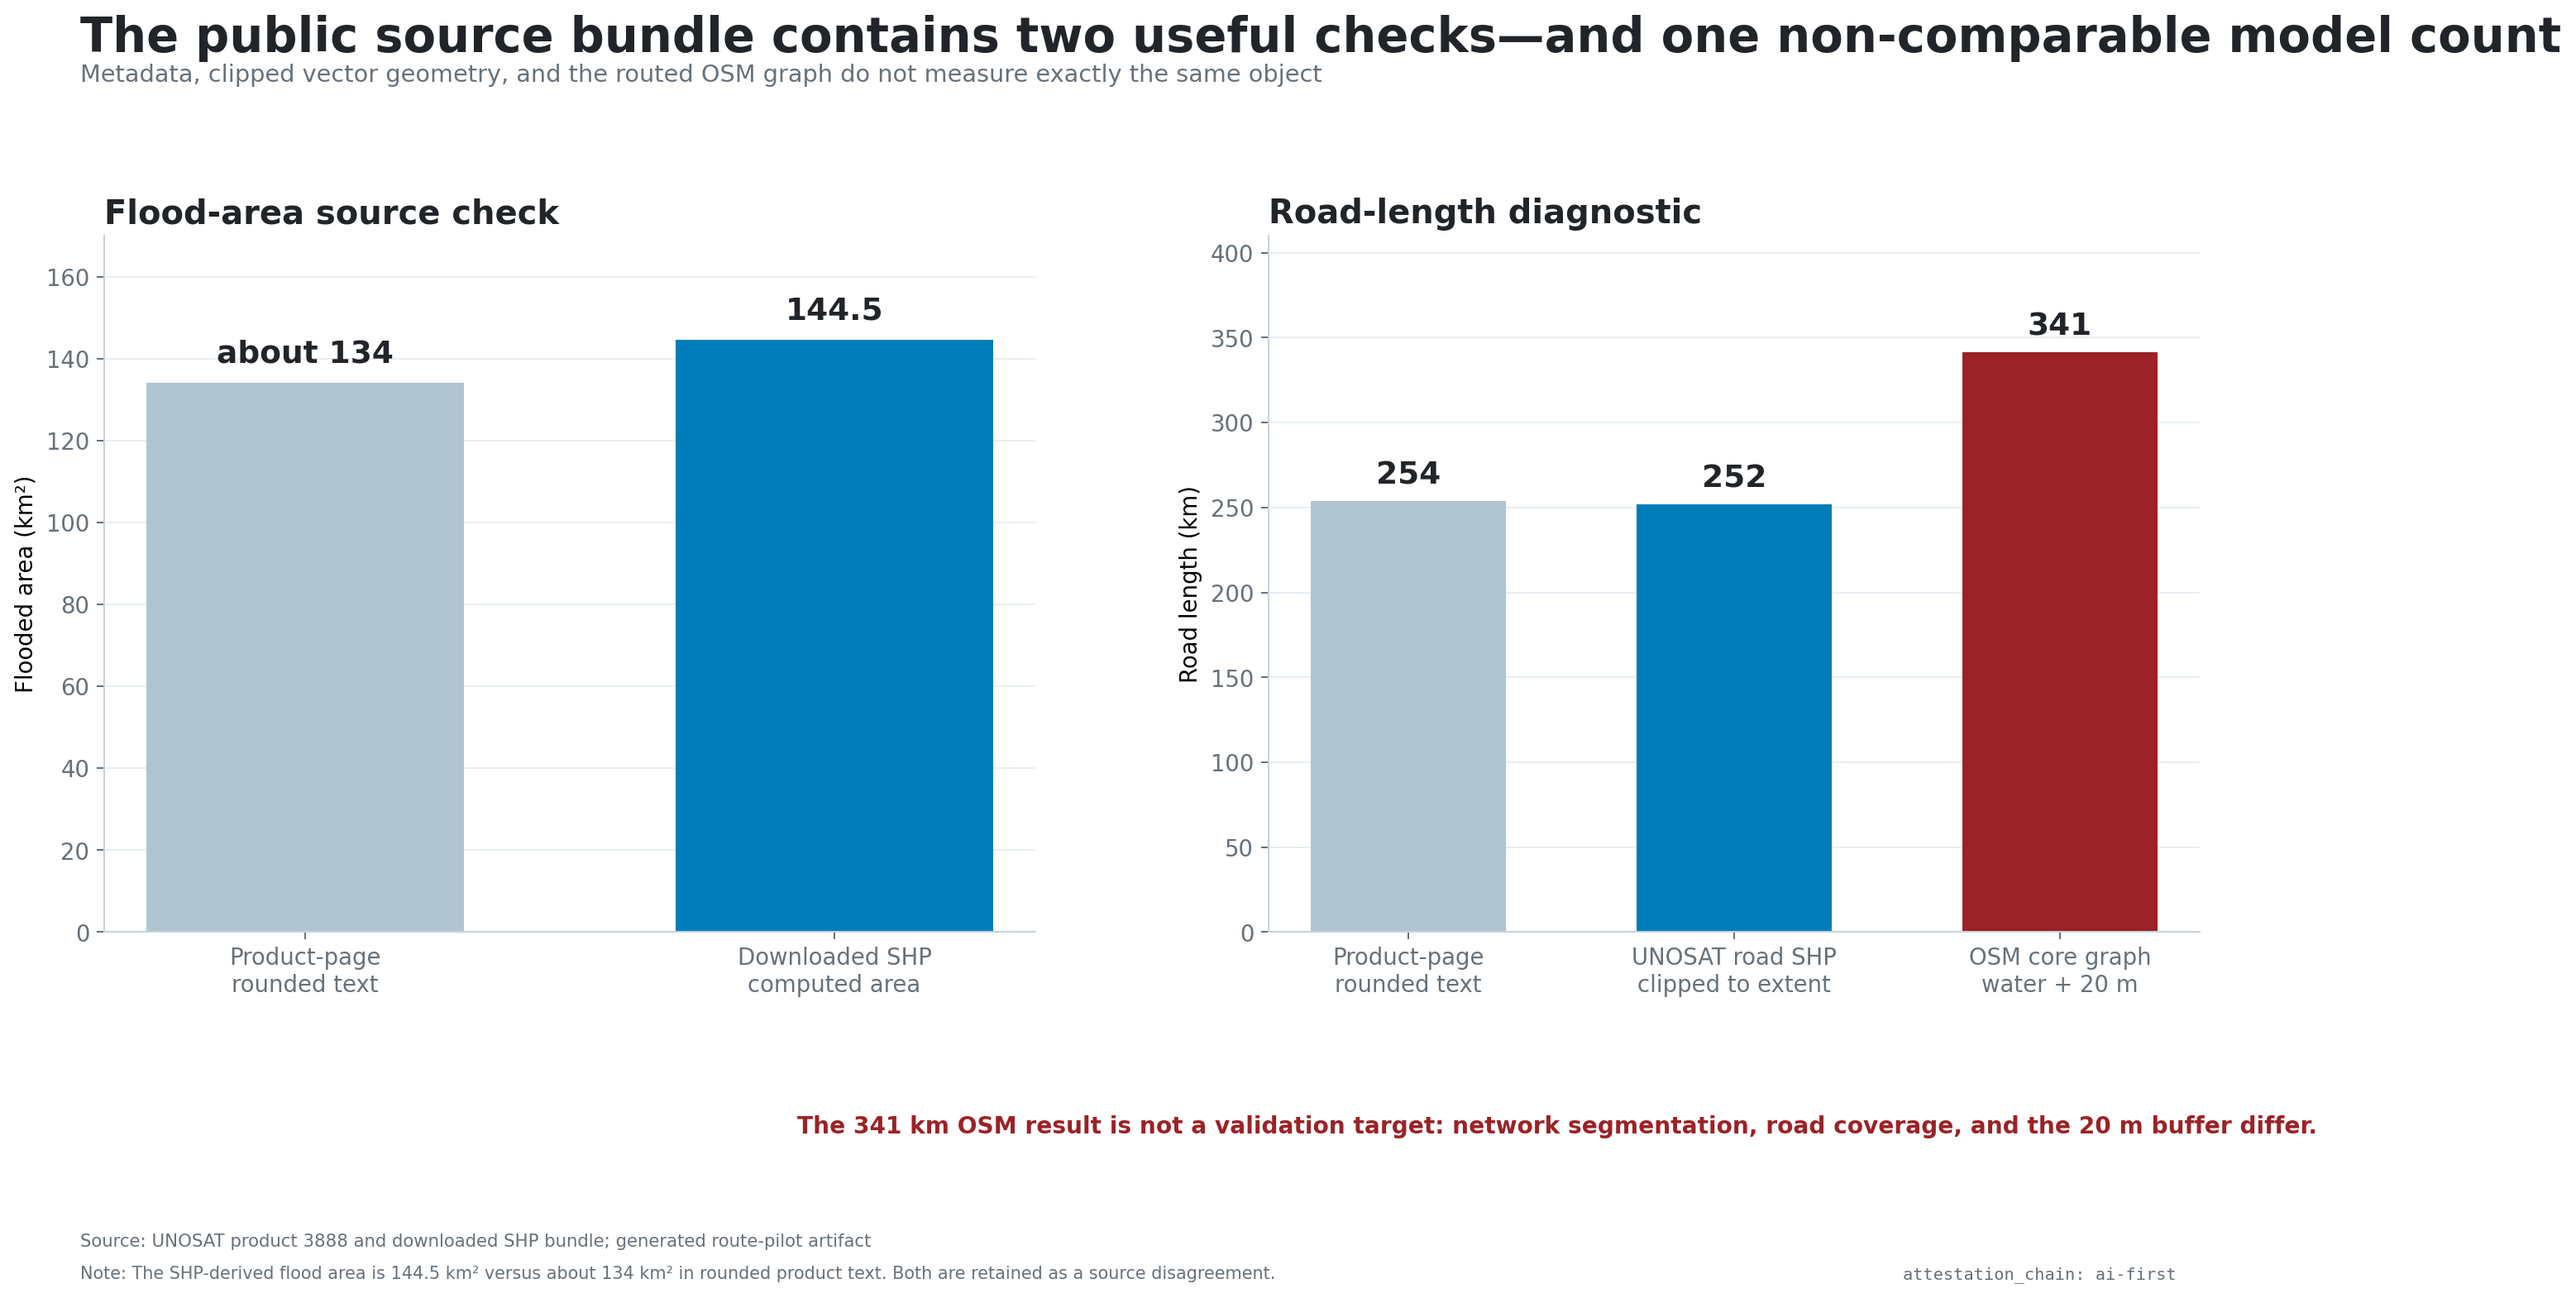 The public source bundle contains two useful checks—and one non-comparable model count
Metadata, clipped vector geometry, and the routed OSM graph do not measure exactly the same object
Flood-area source check
Flooded area (km²)
160
140
120
100
80
60
40
20
0
about 134
144.5
Product-page
rounded text
Downloaded SHP
computed area
Road-length diagnostic
Road length (km)
400
350
300
250
200
150
100
50
0
254
252
341
Product-page
rounded text
UNOSAT road SHP
clipped to extent
OSM core graph
water + 20 m
The 341 km OSM result is not a validation target: network segmentation, road coverage, and the 20 m buffer differ.
Source: UNOSAT product 3888 and downloaded SHP bundle; generated route-pilot artifact
Note: The SHP-derived flood area is 144.5 km² versus about 134 km² in rounded product text. Both are retained as a source disagreement.
attestation_chain: ai-first